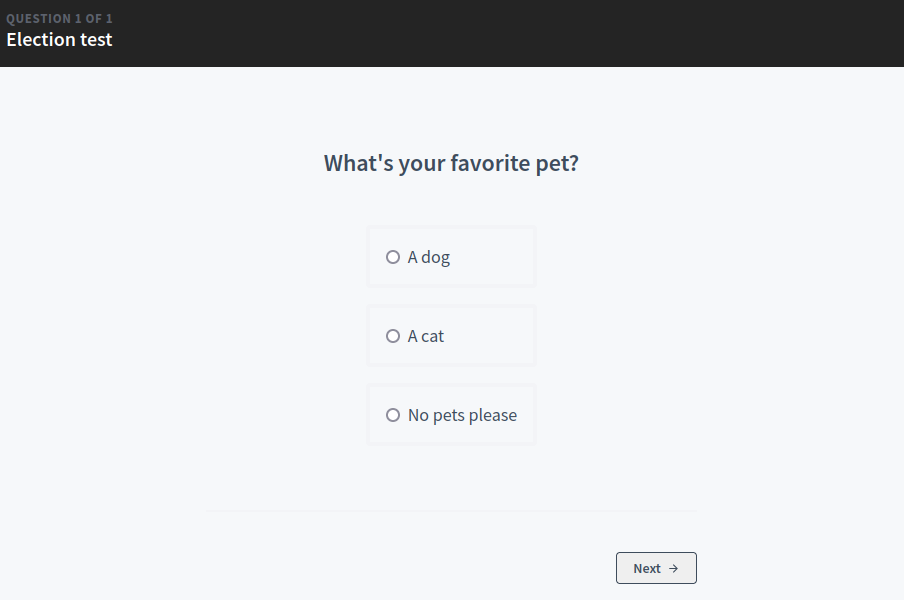 QUESTION 1 OF 1
Election test
What's your favorite pet?
A dog
A cat
No pets please
Next →